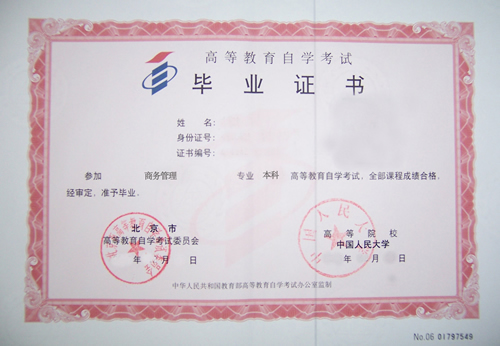 高等教育自学考试
毕业证书
姓 名:
身份证号:
证书编号:
参加 商务管理 专业 本科 高等教育自学考试，全部课程成绩合格，
经审定，准予毕业。
北京市
高等教育自学考试委员会
年 月 日
高等院校
中国人民大学
年 月 日
中华人民共和国教育部高等教育自学考试办公室监制
No.06 01797549